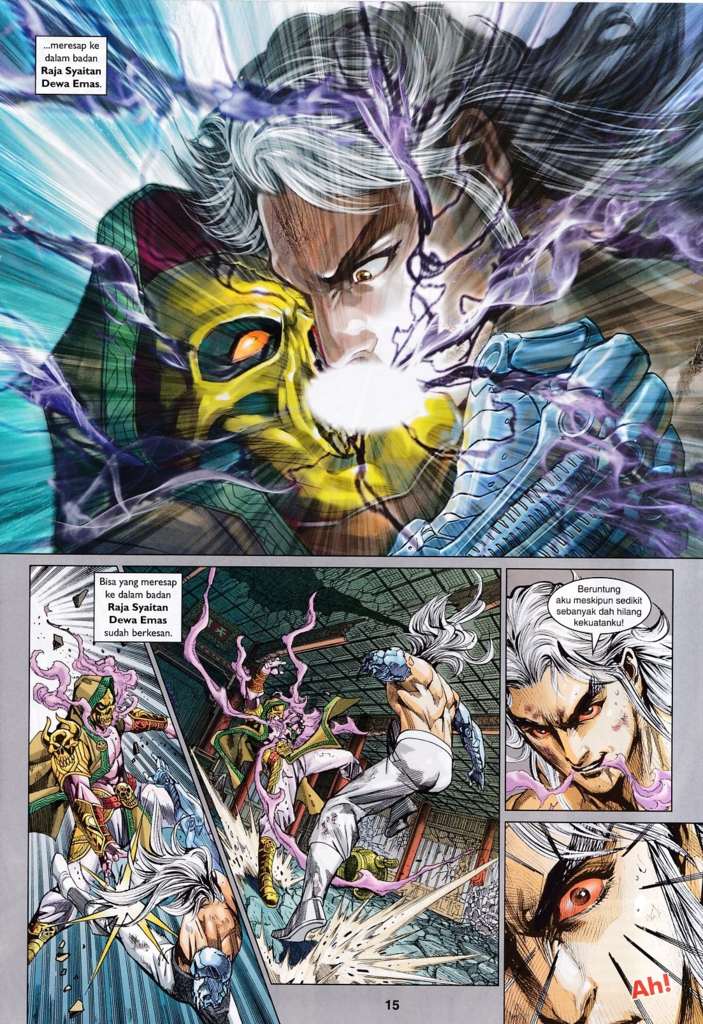 ...meresap ke
dalam badan
Raja Syaitan
Dewa Emas.
Bisa yang meresap
ke dalam badan
Raja Syaitan
Dewa Emas
sudah berkesan.
Beruntung
aku meskipun sedikit
sebanyak dah hilang
kekuatanku!
Ah!
15